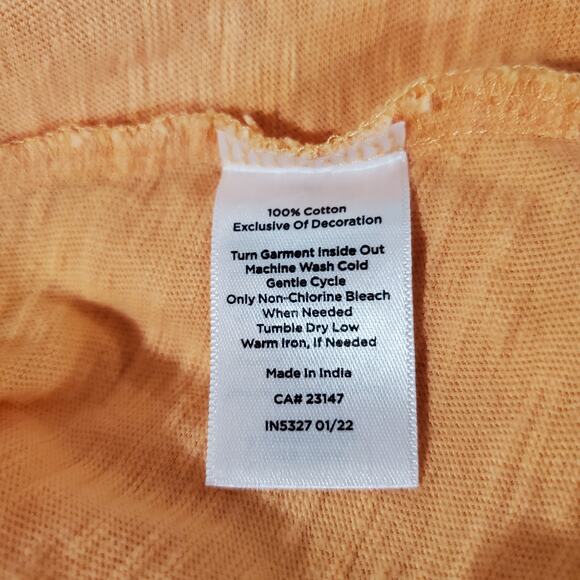 100% Cotton
Exclusive Of Decoration
Turn Garment Inside Out
Machine Wash Cold
Gentle Cycle
Only Non-Chlorine Bleach
When Needed
Tumble Dry Low
Warm Iron, If Needed
Made In India
CA# 23147
IN5327 01/22